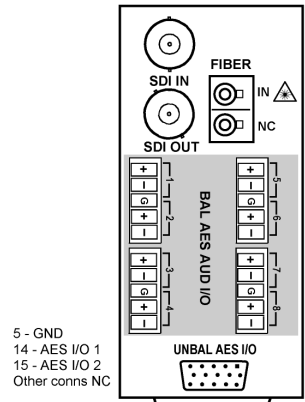 SDI IN
FIBER
IN
NC
SDI OUT
BAL AES AUD I/O
+
−
G
+
−
1
2
+
−
G
+
−
3
4
+
−
G
+
−
5
6
+
−
G
+
−
7
8
UNBAL AES I/O
5 - GND
14 - AES I/O 1
15 - AES I/O 2
Other conns NC